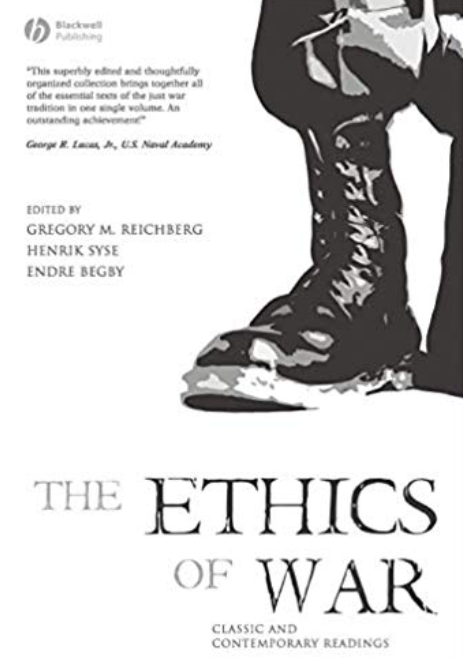 Blackwell
Publishing
"This superbly edited and thoughtfully
organized collection brings together all
of the essential texts of the just war
tradition in one single volume. An
outstanding achievement!"
George R. Lucas, Jr., U.S. Naval Academy
EDITED BY
GREGORY M. REICHBERG
HENRIK SYSE
ENDRE BEGBY
THE ETHICS
OF WAR
CLASSIC AND
CONTEMPORARY READINGS